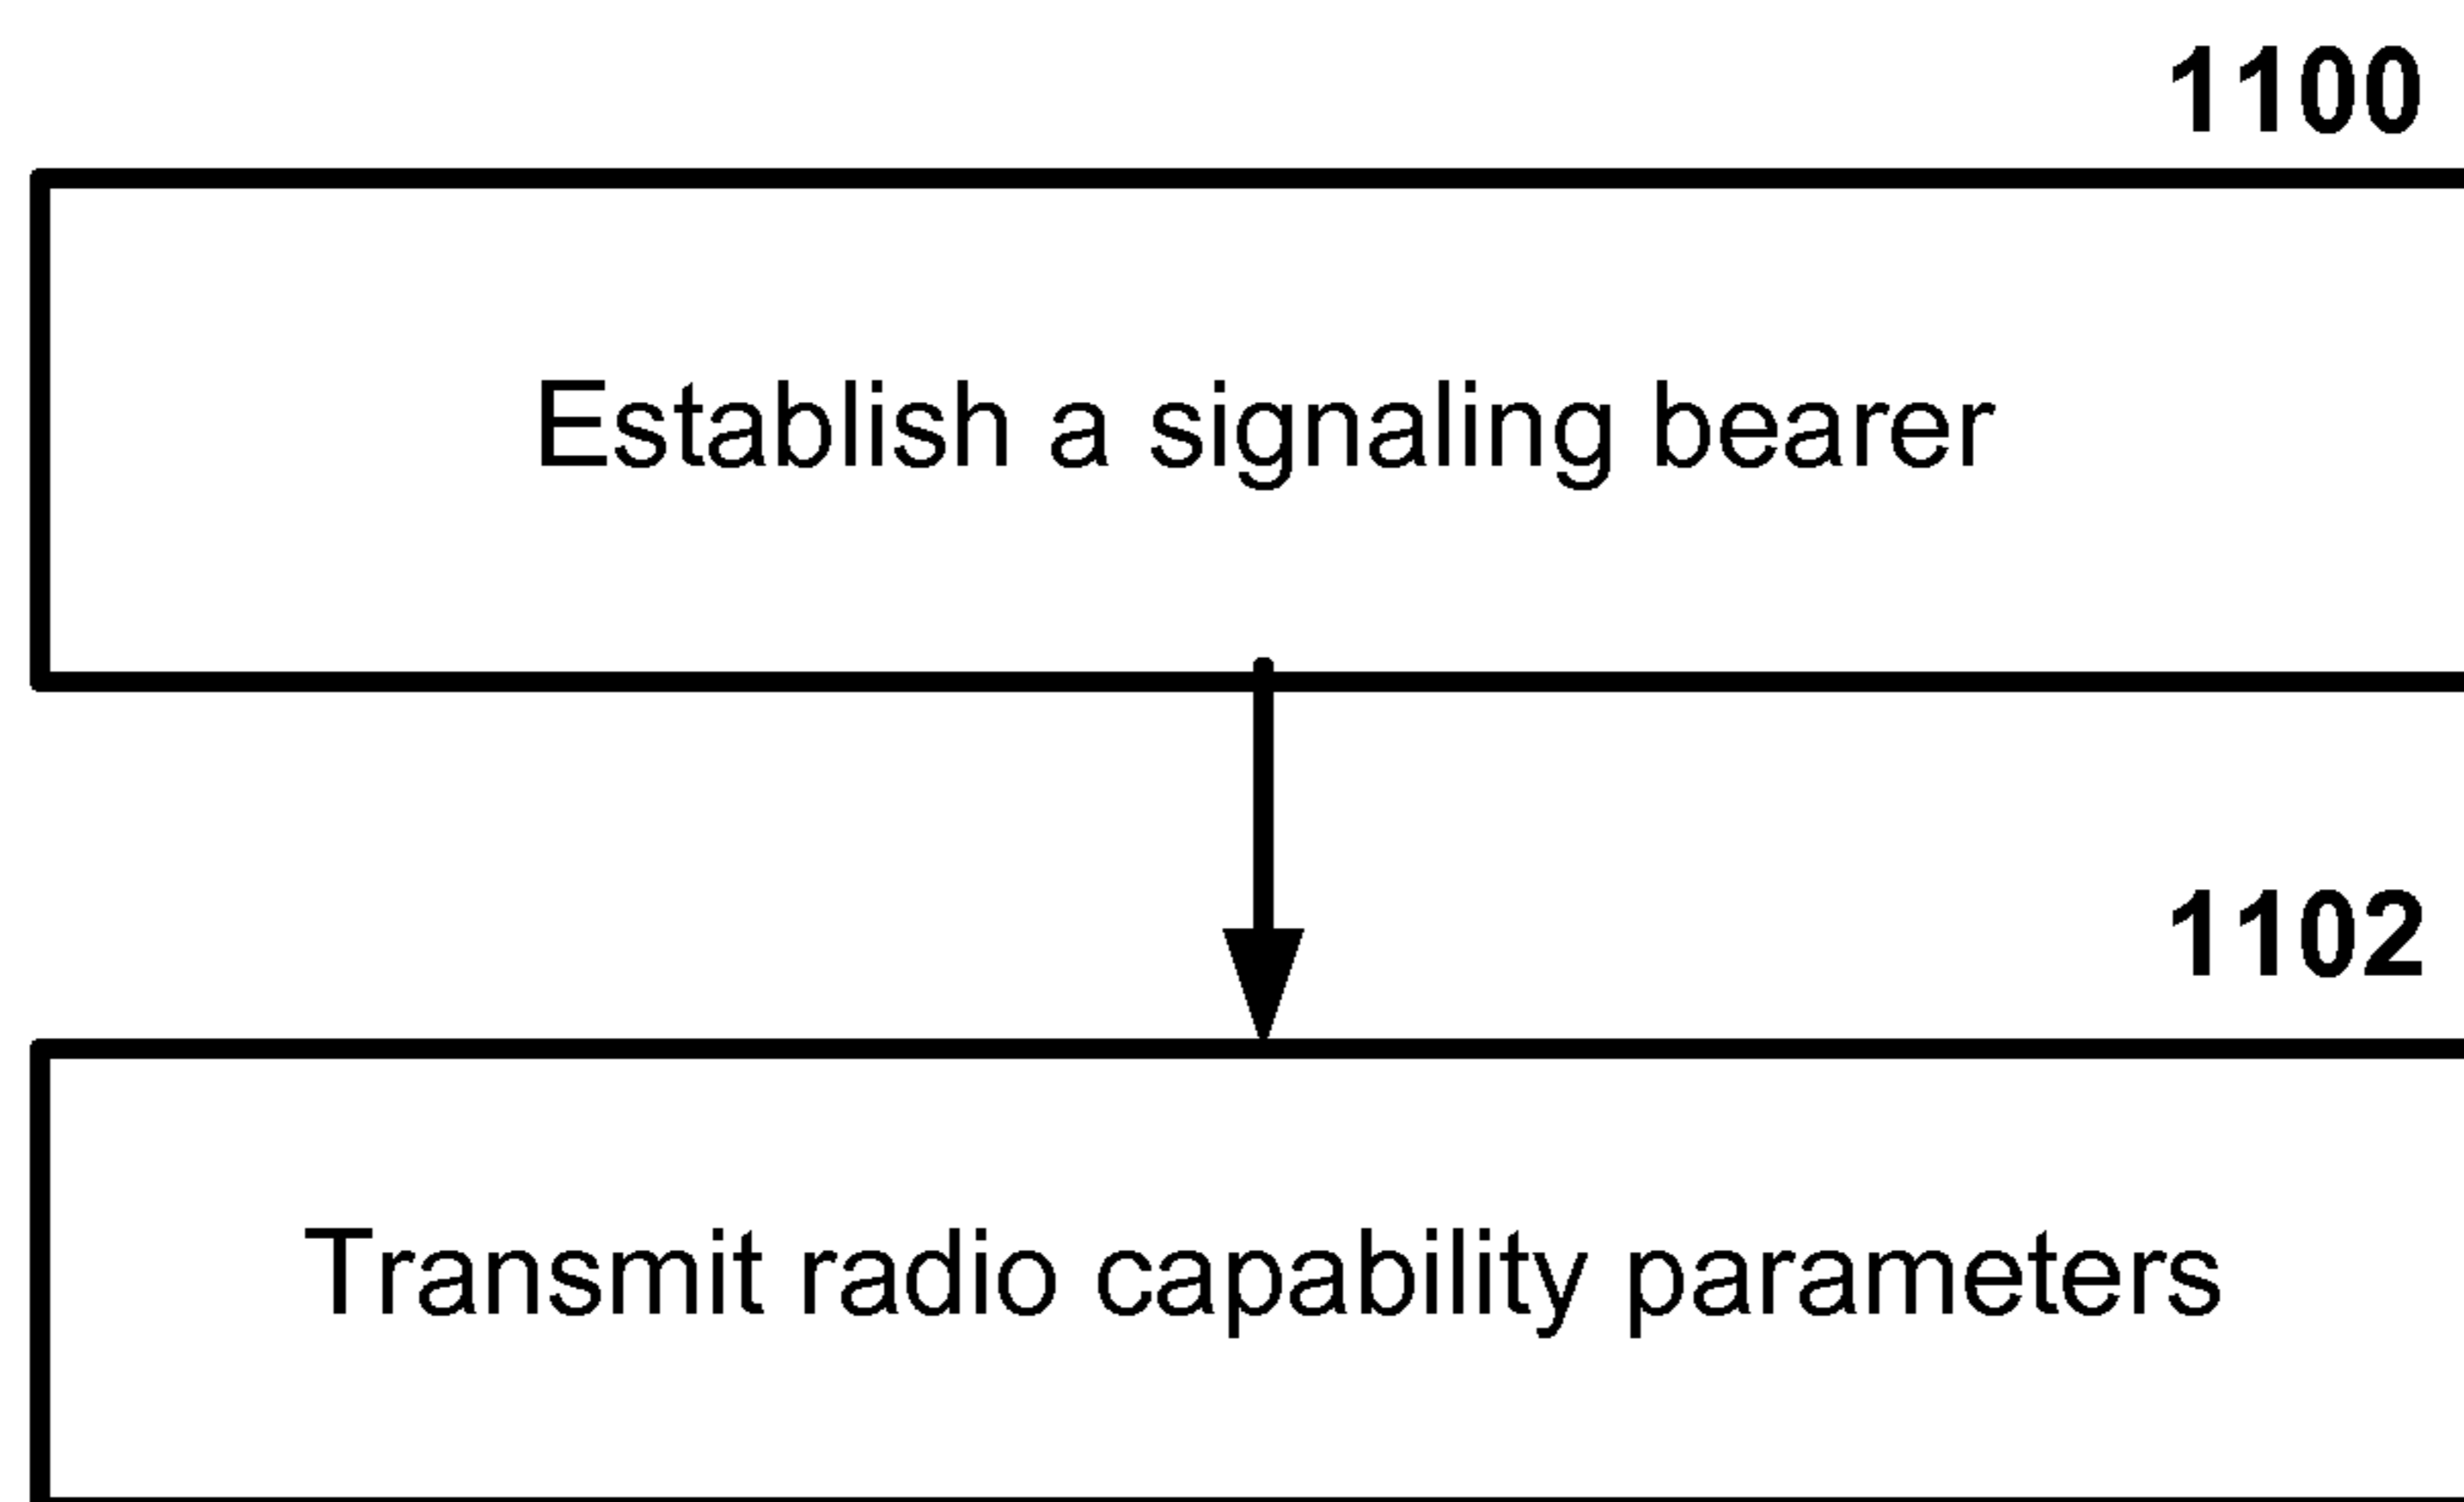 1100
Establish a signaling bearer
1102
Transmit radio capability parameters